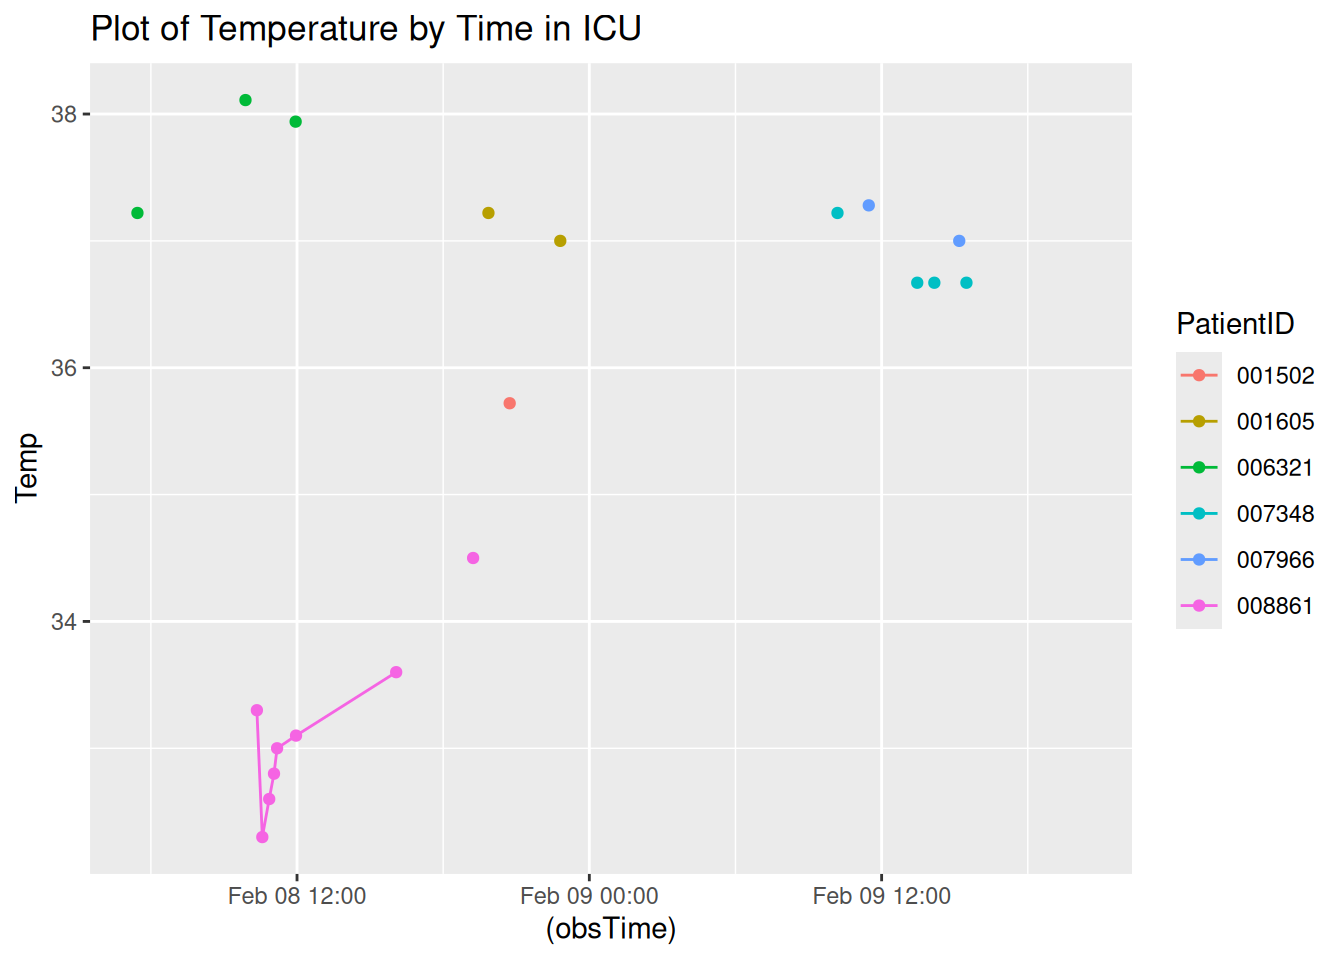 Plot of Temperature by Time in ICU
38
36
34
Temp
Feb 08 12:00
Feb 09 00:00
Feb 09 12:00
(obsTime)
PatientID
001502
001605
006321
007348
007966
008861